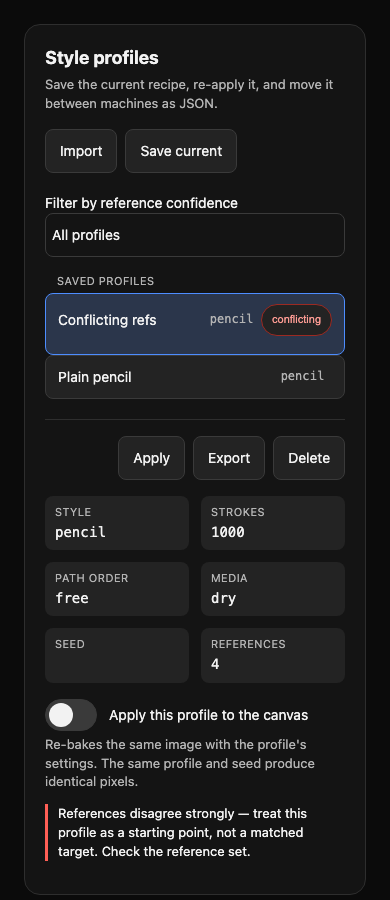 Style profiles
Save the current recipe, re-apply it, and move it
between machines as JSON.
Import Save current
Filter by reference confidence
All profiles
SAVED PROFILES
Conflicting refs pencil conflicting
Plain pencil pencil
Apply Export Delete
STYLE STROKES
pencil 1000
PATH ORDER MEDIA
free dry
SEED REFERENCES
4
Apply this profile to the canvas
Re-bakes the same image with the profile's
settings. The same profile and seed produce
identical pixels.
References disagree strongly — treat this
profile as a starting point, not a matched
target. Check the reference set.